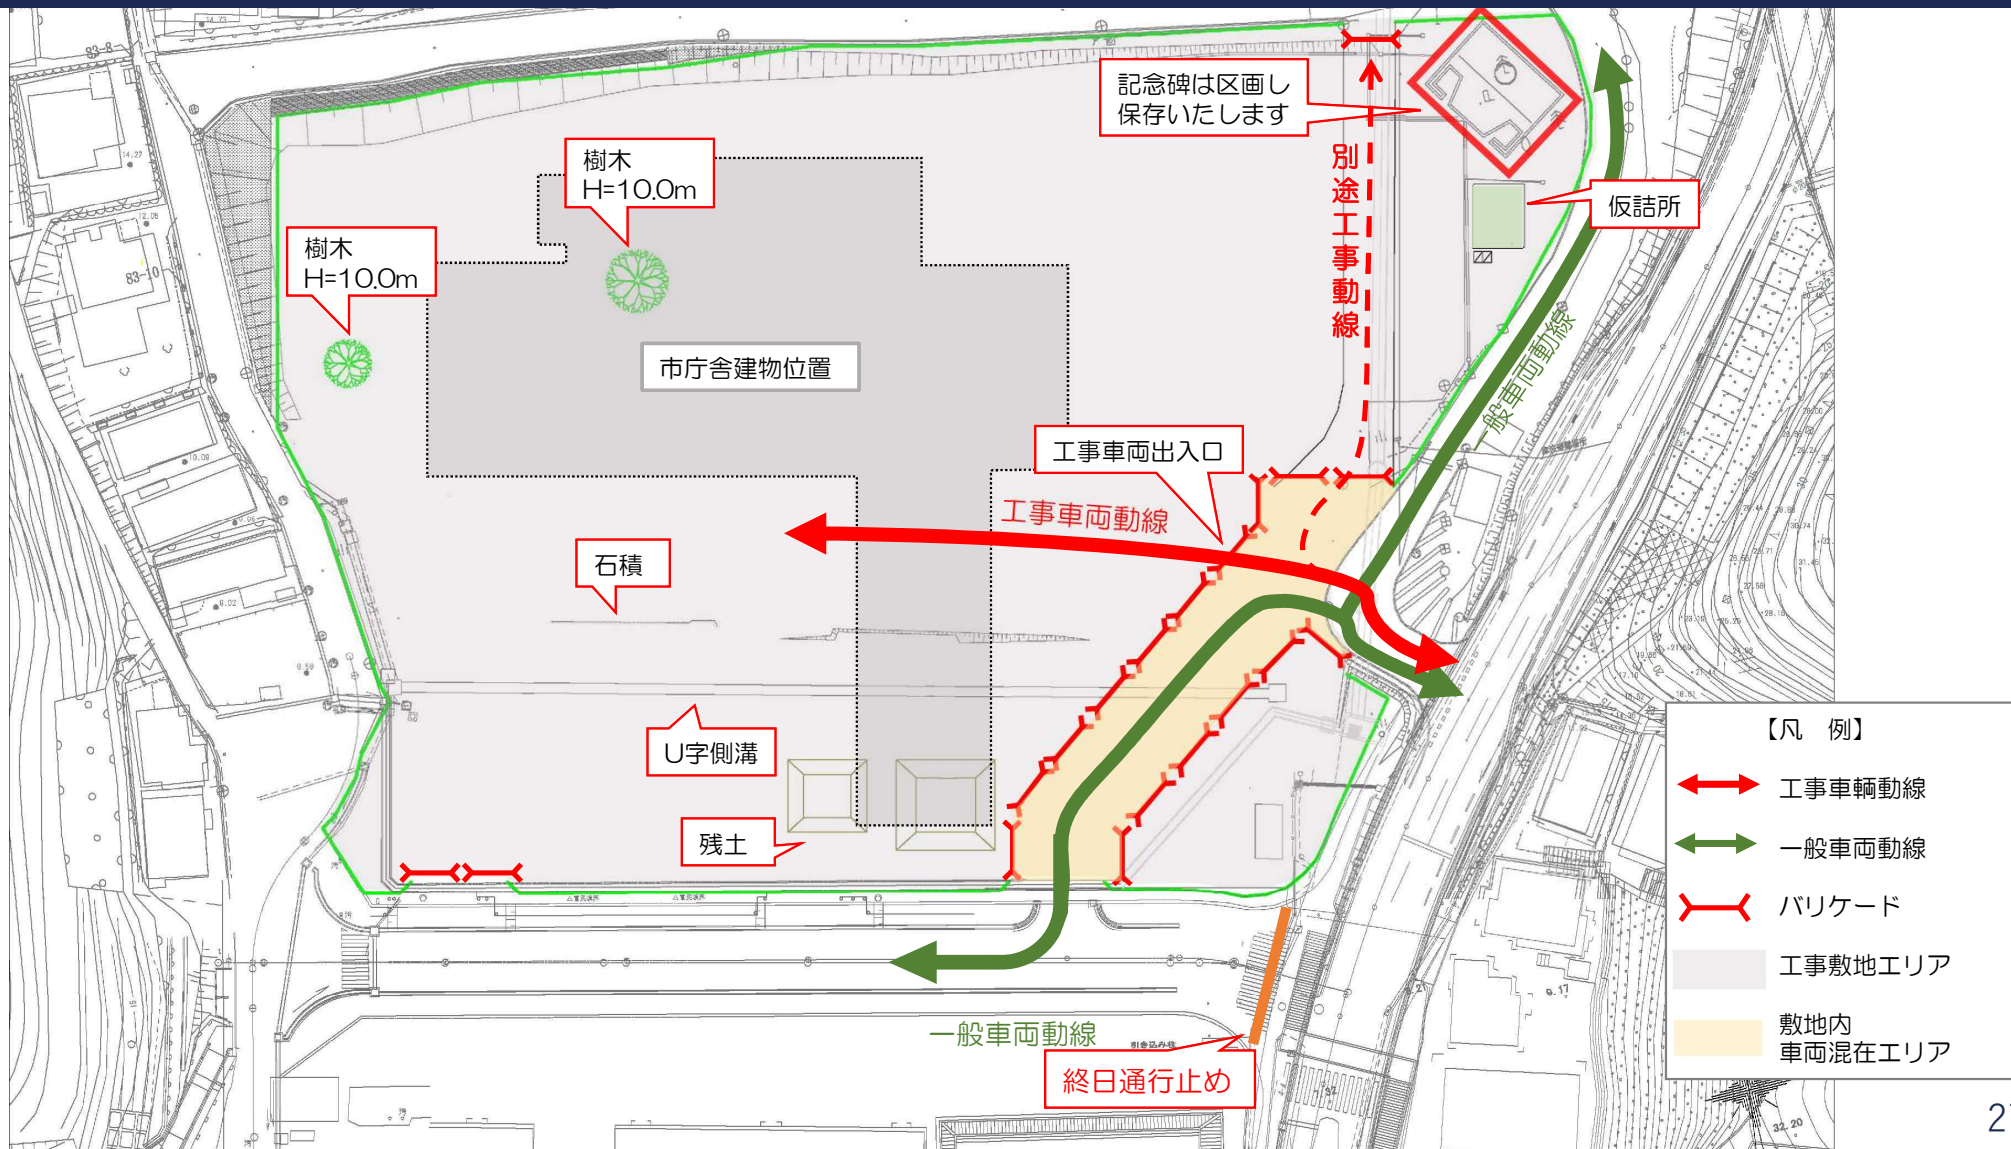 記念碑は区画し
保存いたします
樹木
H=10.0m
樹木
H=10.0m
別途工事動線
仮詰所
83-10
市庁舎建物位置
一般車両動線
工事車両出入口
工事車両動線
石積
U字側溝
残土
一般車両動線
終日通行止め
【凡 例】
工事車輌動線
一般車両動線
バリケード
工事敷地エリア
敷地内
車両混在エリア
32.20